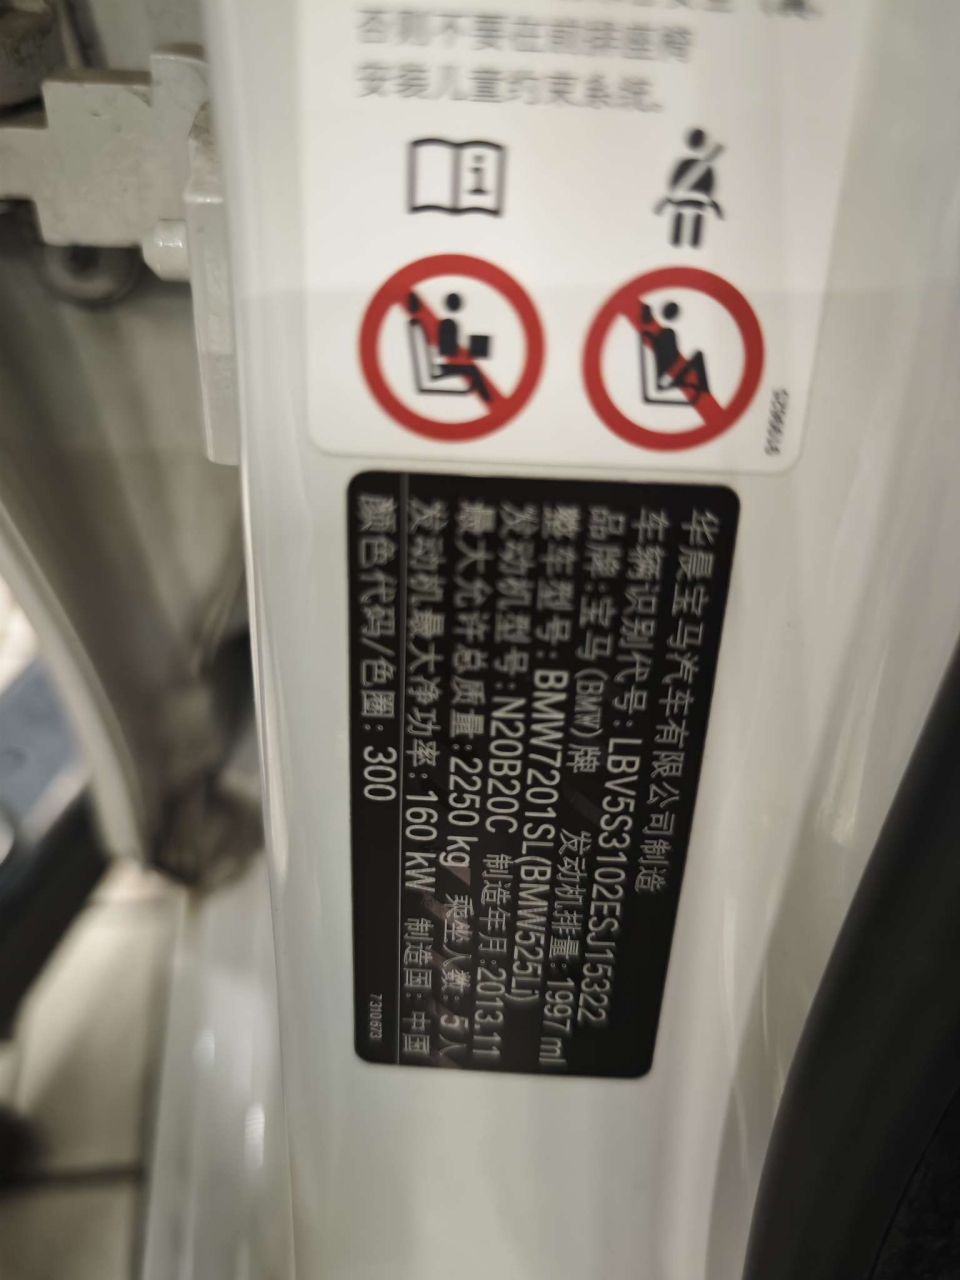 否则不要在前排座椅
安装儿童约束系统。
华晨宝马汽车有限公司制造
车辆识别代号：LBV5S3102ESJ15322
品牌：宝马(BMW)牌 发动机排量：1997 ml
整车型号：BMW7201SL(BMW525Li)
发动机型号：N20B20C 制造年月：2013.11
最大允许总质量：2250 kg 乘坐人数：5人
发动机最大净功率：160 kW 制造国：中国
颜色代码/色圈：300
7310673